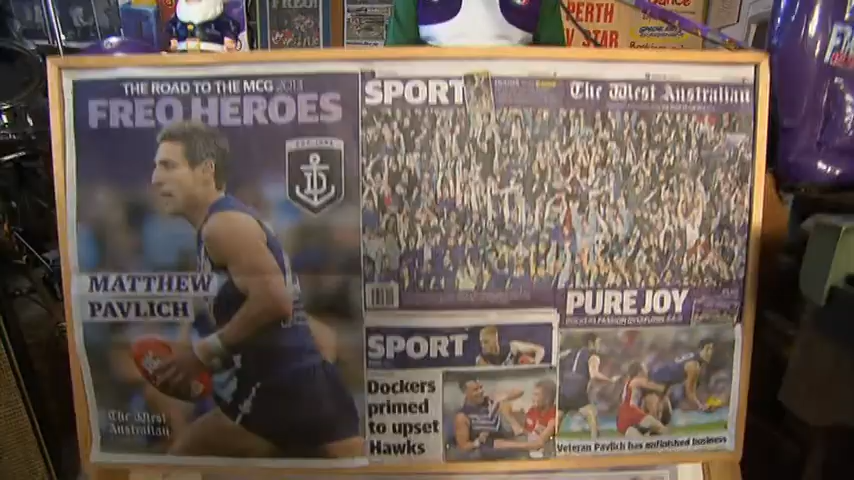 FREO!
PERTH
STAR
THE ROAD TO THE MCG 2013
FREO HEROES
MATTHEW
PAVLICH
The West
Australian
SPORT
The West Australian
PURE JOY
SPORT
Dockers
primed
to upset
Hawks
Veteran Pavlich has unfinished business